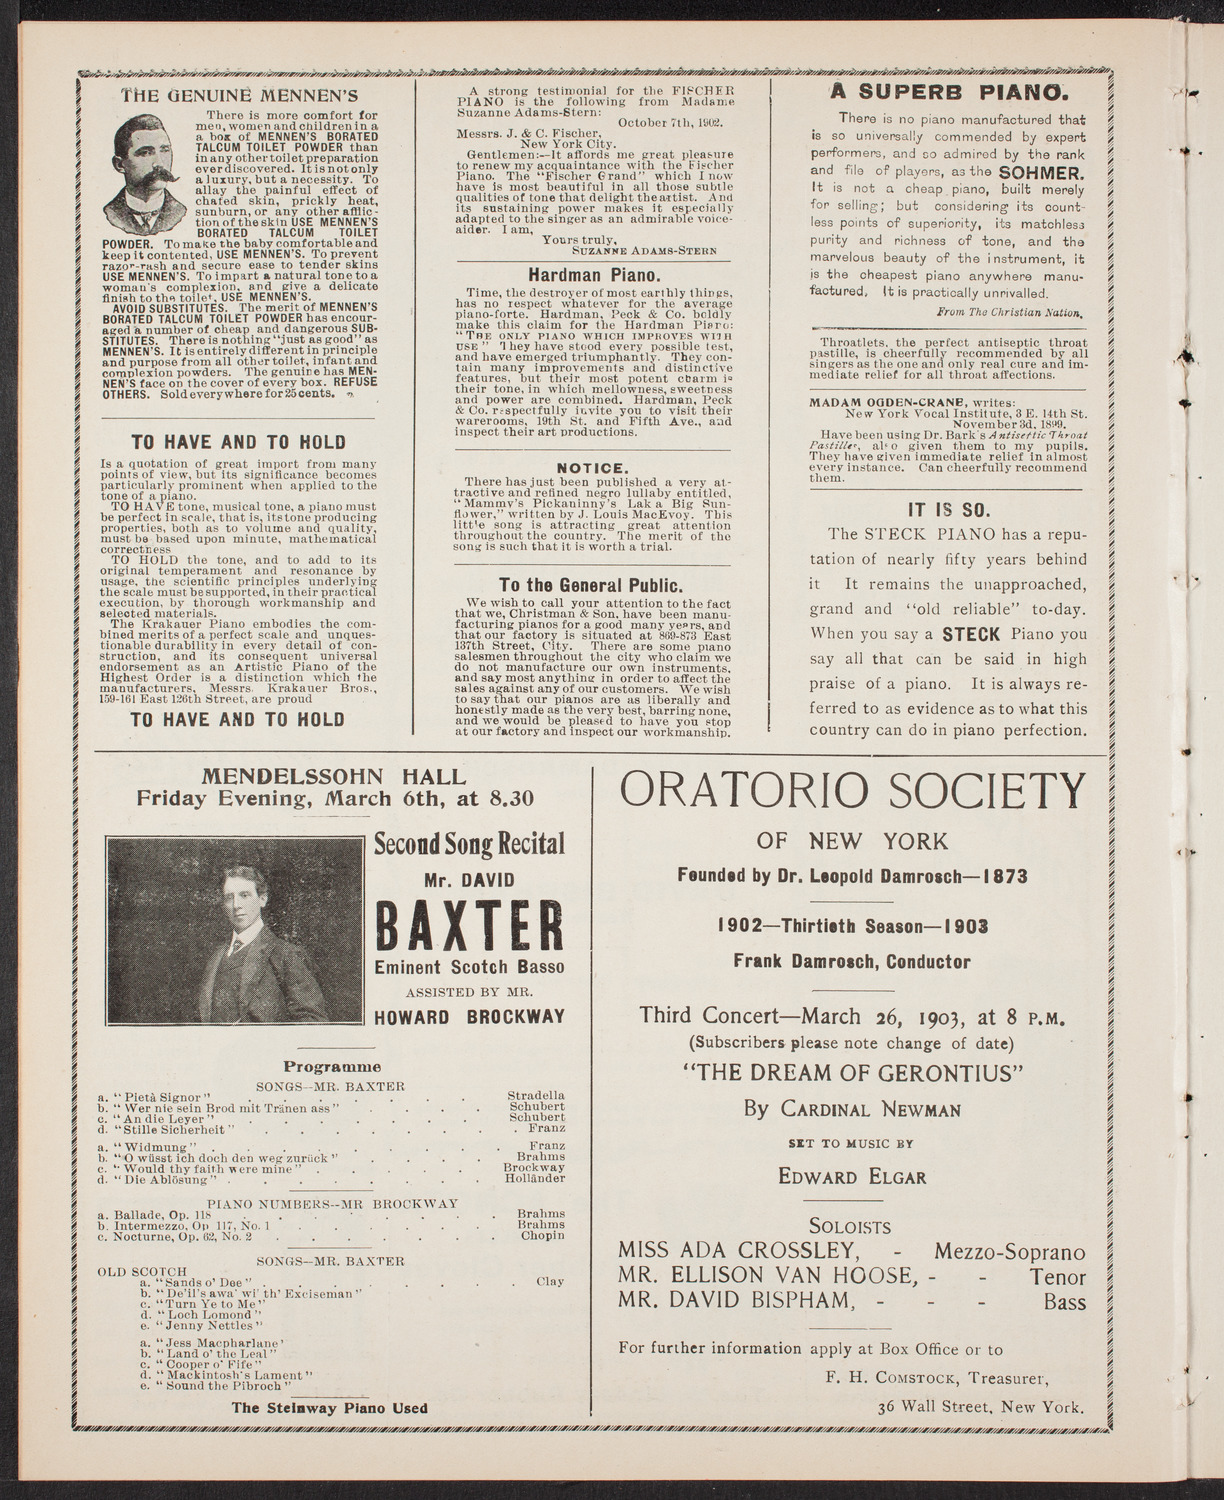 THE GENUINE MENNEN'S
There is more comfort for
men, women and children in a
a box of MENNEN'S BORATED
TALCUM TOILET POWDER than
in any other toilet preparation
ever discovered. It is not only
a luxury, but a necessity. To
allay the painful effect of
chafed skin, prickly heat,
sunburn, or any other afflic-
tion of the skin USE MENNEN'S
BORATED TALCUM TOILET
POWDER. To make the baby comfortable and
keep it contented, USE MENNEN'S. To prevent
razor-rash and secure ease to tender skins
USE MENNEN'S. To impart a natural tone to a
woman's complexion, and give a delicate
finish to the toilet, USE MENNEN'S.
AVOID SUBSTITUTES. The merit of MENNEN'S
BORATED TALCUM TOILET POWDER has encour-
aged a number of cheap and dangerous SUB-
STITUTES. There is nothing "just as good" as
MENNEN'S. It is entirely different in principle
and purpose from all other toilet, infant and
complexion powders. The genuine has MEN-
NEN'S face on the cover of every box. REFUSE
OTHERS. Sold everywhere for 25 cents.
TO HAVE AND TO HOLD
Is a quotation of great import from many
points of view, but its significance becomes
particularly prominent when applied to the
tone of a piano.
TO HAVE tone, musical tone, a piano must
be perfect in scale, that is, its tone producing
properties, both as to volume and quality,
must be based upon minute, mathematical
correctness
TO HOLD the tone, and to add to its
original temperament and resonance by
usage, the scientific principles underlying
the scale must be supported, in their practical
execution, by thorough workmanship and
selected materials.
The Krakauer Piano embodies the com-
bined merits of a perfect scale and unques-
tionable durability in every detail of con-
struction, and its consequent universal
endorsement as an Artistic Piano of the
Highest Order is a distinction which the
manufacturers, Messrs. Krakauer Bros.,
159-161 East 126th Street, are proud
TO HAVE AND TO HOLD
A strong testimonial for the FISCHER
PIANO is the following from Madame
Suzanne Adams-Stern:
October 7th, 1902.
Messrs. J. & C. Fischer,
New York City.
Gentlemen:—It affords me great pleasure
to renew my acquaintance with the Fischer
Piano. The "Fischer Grand" which I now
have is most beautiful in all those subtle
qualities of tone that delight the artist. And
its sustaining power makes it especially
adapted to the singer as an admirable voice-
aider. I am,
Yours truly,
SUZANNE ADAMS-STERN
Hardman Piano.
Time, the destroyer of most earthly things,
has no respect whatever for the average
piano-forte. Hardman, Peck & Co. boldly
make this claim for the Hardman Piano:
"THE ONLY PIANO WHICH IMPROVES WITH
USE" They have stood every possible test,
and have emerged triumphantly. They con-
tain many improvements and distinctive
features, but their most potent charm is
their tone, in which mellowness, sweetness
and power are combined. Hardman, Peck
& Co. respectfully invite you to visit their
warerooms, 19th St. and Fifth Ave., and
inspect their art productions.
NOTICE.
There has just been published a very at-
tractive and refined negro lullaby entitled,
"Mammy's Pickaninny's Lak a Big Sun-
flower," written by J. Louis MacEvoy. This
little song is attracting great attention
throughout the country. The merit of the
song is such that it is worth a trial.
To the General Public.
We wish to call your attention to the fact
that we, Christman & Son, have been manu-
facturing pianos for a good many years, and
that our factory is situated at 869-873 East
137th Street, City. There are some piano
salesmen throughout the city who claim we
do not manufacture our own instruments,
and say most anything in order to affect the
sales against any of our customers. We wish
to say that our pianos are as liberally and
honestly made as the very best, barring none,
and we would be pleased to have you stop
at our factory and inspect our workmanship.
A SUPERB PIANO.
There is no piano manufactured that
is so universally commended by expert
performers, and so admired by the rank
and file of players, as the SOHMER.
It is not a cheap piano, built merely
for selling; but considering its count-
less points of superiority, its matchless
purity and richness of tone, and the
marvelous beauty of the instrument, it
is the cheapest piano anywhere manu-
factured. It is practically unrivalled.
From The Christian Nation.
Throatlets, the perfect antiseptic throat
pastille, is cheerfully recommended by all
singers as the one and only real cure and im-
mediate relief for all throat affections.
MADAM OGDEN-CRANE, writes:
New York Vocal Institute, 3 E. 14th St.
November 3d, 1899.
Have been using Dr. Bark's Antiseptic Throat
Pastilles, also given them to my pupils.
They have given immediate relief in almost
every instance. Can cheerfully recommend
them.
IT IS SO.
The STECK PIANO has a repu-
tation of nearly fifty years behind
it It remains the unapproached,
grand and "old reliable" to-day.
When you say a STECK Piano you
say all that can be said in high
praise of a piano. It is always re-
ferred to as evidence as to what this
country can do in piano perfection.
MENDELSSOHN HALL
Friday Evening, March 6th, at 8.30
Second Song Recital
Mr. DAVID
BAXTER
Eminent Scotch Basso
ASSISTED BY MR.
HOWARD BROCKWAY
Programme
SONGS—MR. BAXTER
a. "Pietà Signor" . . . . . . . Stradella
b. "Wer nie sein Brod mit Tränen ass" . . . . Schubert
c. "An die Leyer" . . . . . . . Schubert
d. "Stille Sicherheit" . . . . . . . . Franz
a. "Widmung" . . . . . . . . Franz
b. "O wüsst ich doch den weg zurück" . . . . Brahms
c. "Would thy faith were mine" . . . . . Brockway
d. "Die Ablösung" . . . . . . . . Holländer
PIANO NUMBERS--MR BROCKWAY
a. Ballade, Op. 118 . . . . . . . Brahms
b. Intermezzo, Op 117, No. 1 . . . . . . Brahms
c. Nocturne, Op. 62, No. 2 . . . . . . . Chopin
SONGS—MR. BAXTER
OLD SCOTCH
a. "Sands o' Dee" . . . . . . . . Clay
b. "De'il's awa' wi' th' Exciseman"
c. "Turn Ye to Me"
d. "Loch Lomond"
e. "Jenny Nettles"
a. "Jess Macpharlane'
b. "Land o' the Leal"
c. "Cooper o' Fife"
d. "Mackintosh's Lament"
e. "Sound the Pibroch"
The Steinway Piano Used
ORATORIO SOCIETY
OF NEW YORK
Founded by Dr. Leopold Damrosch—1873
1902—Thirtieth Season—1903
Frank Damrosch, Conductor
Third Concert—March 26, 1903, at 8 P.M.
(Subscribers please note change of date)
"THE DREAM OF GERONTIUS"
By CARDINAL NEWMAN
SET TO MUSIC BY
EDWARD ELGAR
SOLOISTS
MISS ADA CROSSLEY, - Mezzo-Soprano
MR. ELLISON VAN HOOSE, - - Tenor
MR. DAVID BISPHAM, - - - Bass
For further information apply at Box Office or to
F. H. COMSTOCK, Treasurer,
36 Wall Street, New York.